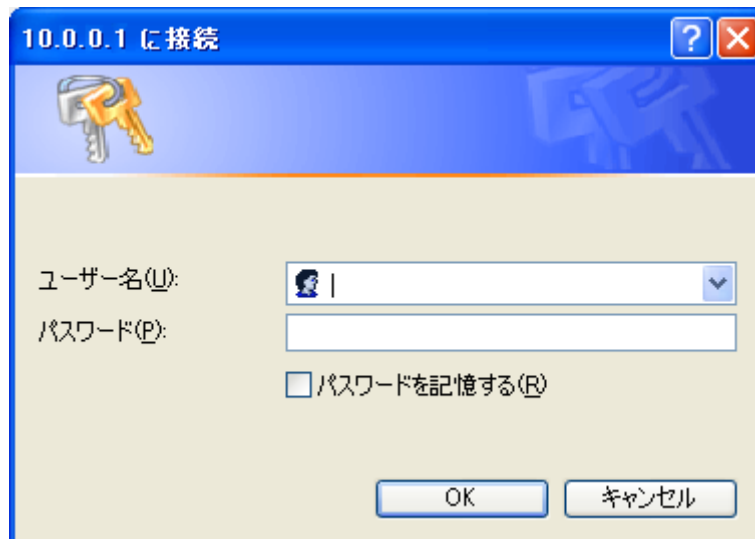 10.0.0.1 に接続
ユーザー名(U):
パスワード(P):
パスワードを記憶する(R)
OK
キャンセル